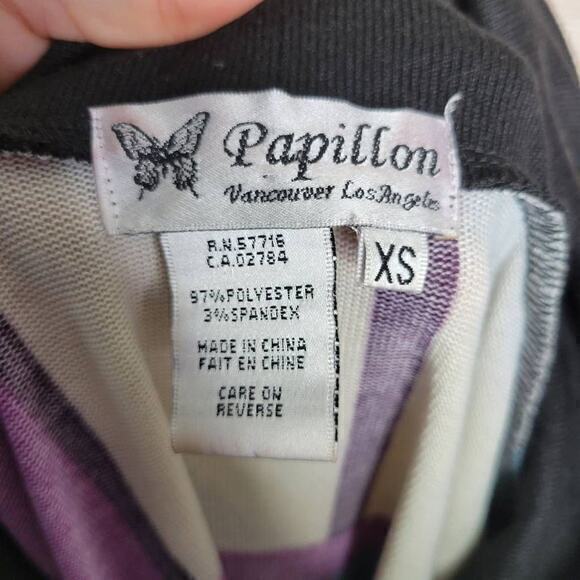 Papillon
Vancouver Los Angeles
R.N.57716
C.A.02784
XS
97%POLYESTER
3%SPANDEX
MADE IN CHINA
FAIT EN CHINE
CARE ON
REVERSE